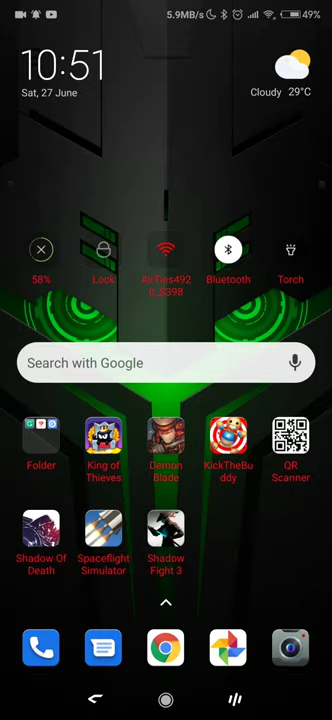 5.9MB/s
49%
10:51
Sat, 27 June
Cloudy 29°C
58%
Lock
AirTies492
0_S398
Bluetooth
Torch
Search with Google
Folder
King of
Thieves
Demon
Blade
KickTheBu
ddy
QR
Scanner
Shadow Of
Death
Spaceflight
Simulator
Shadow
Fight 3